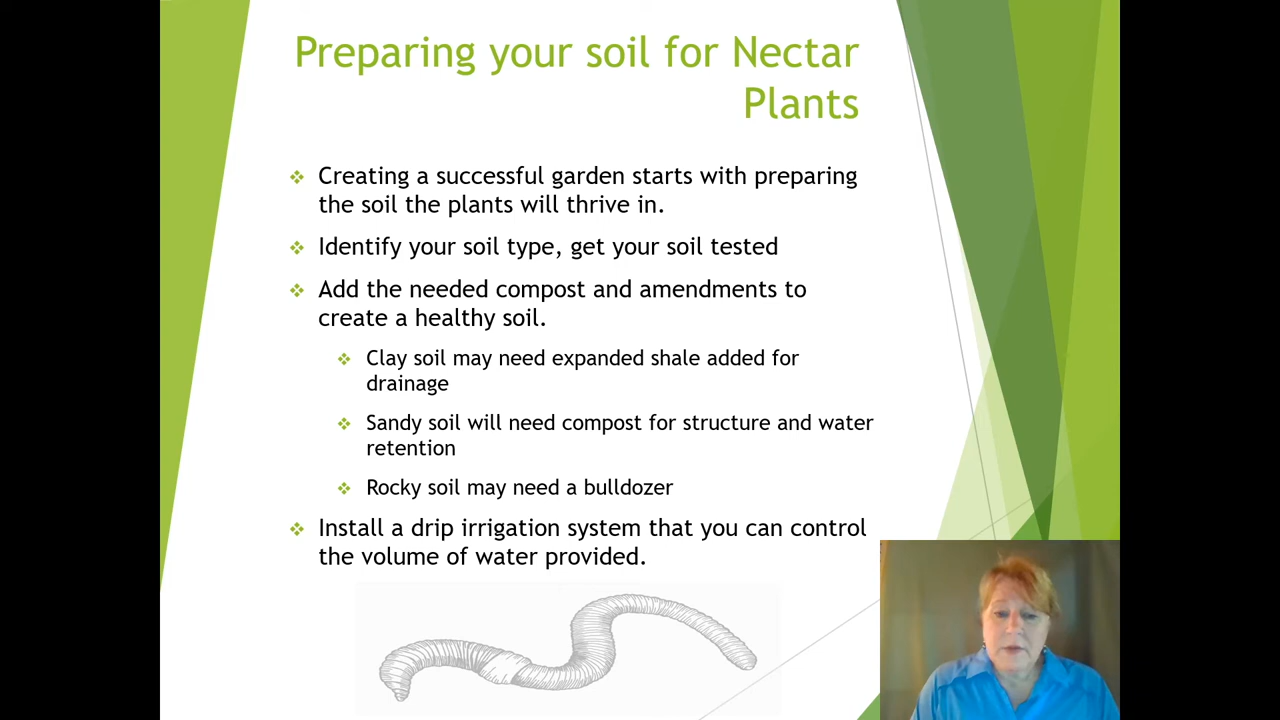 Preparing your soil for Nectar
Plants
Creating a successful garden starts with preparing
the soil the plants will thrive in.
Identify your soil type, get your soil tested
Add the needed compost and amendments to
create a healthy soil.
Clay soil may need expanded shale added for
drainage
Sandy soil will need compost for structure and water
retention
Rocky soil may need a bulldozer
Install a drip irrigation system that you can control
the volume of water provided.